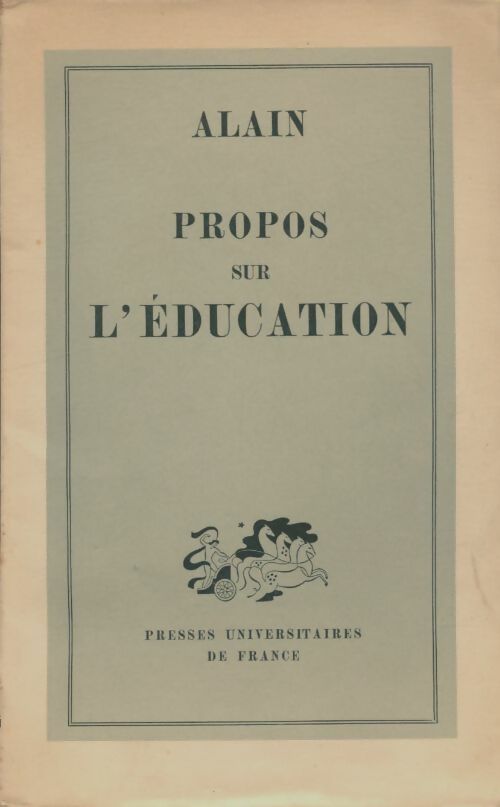 ALAIN
PROPOS
SUR
L'ÉDUCATION
PRESSES UNIVERSITAIRES
DE FRANCE